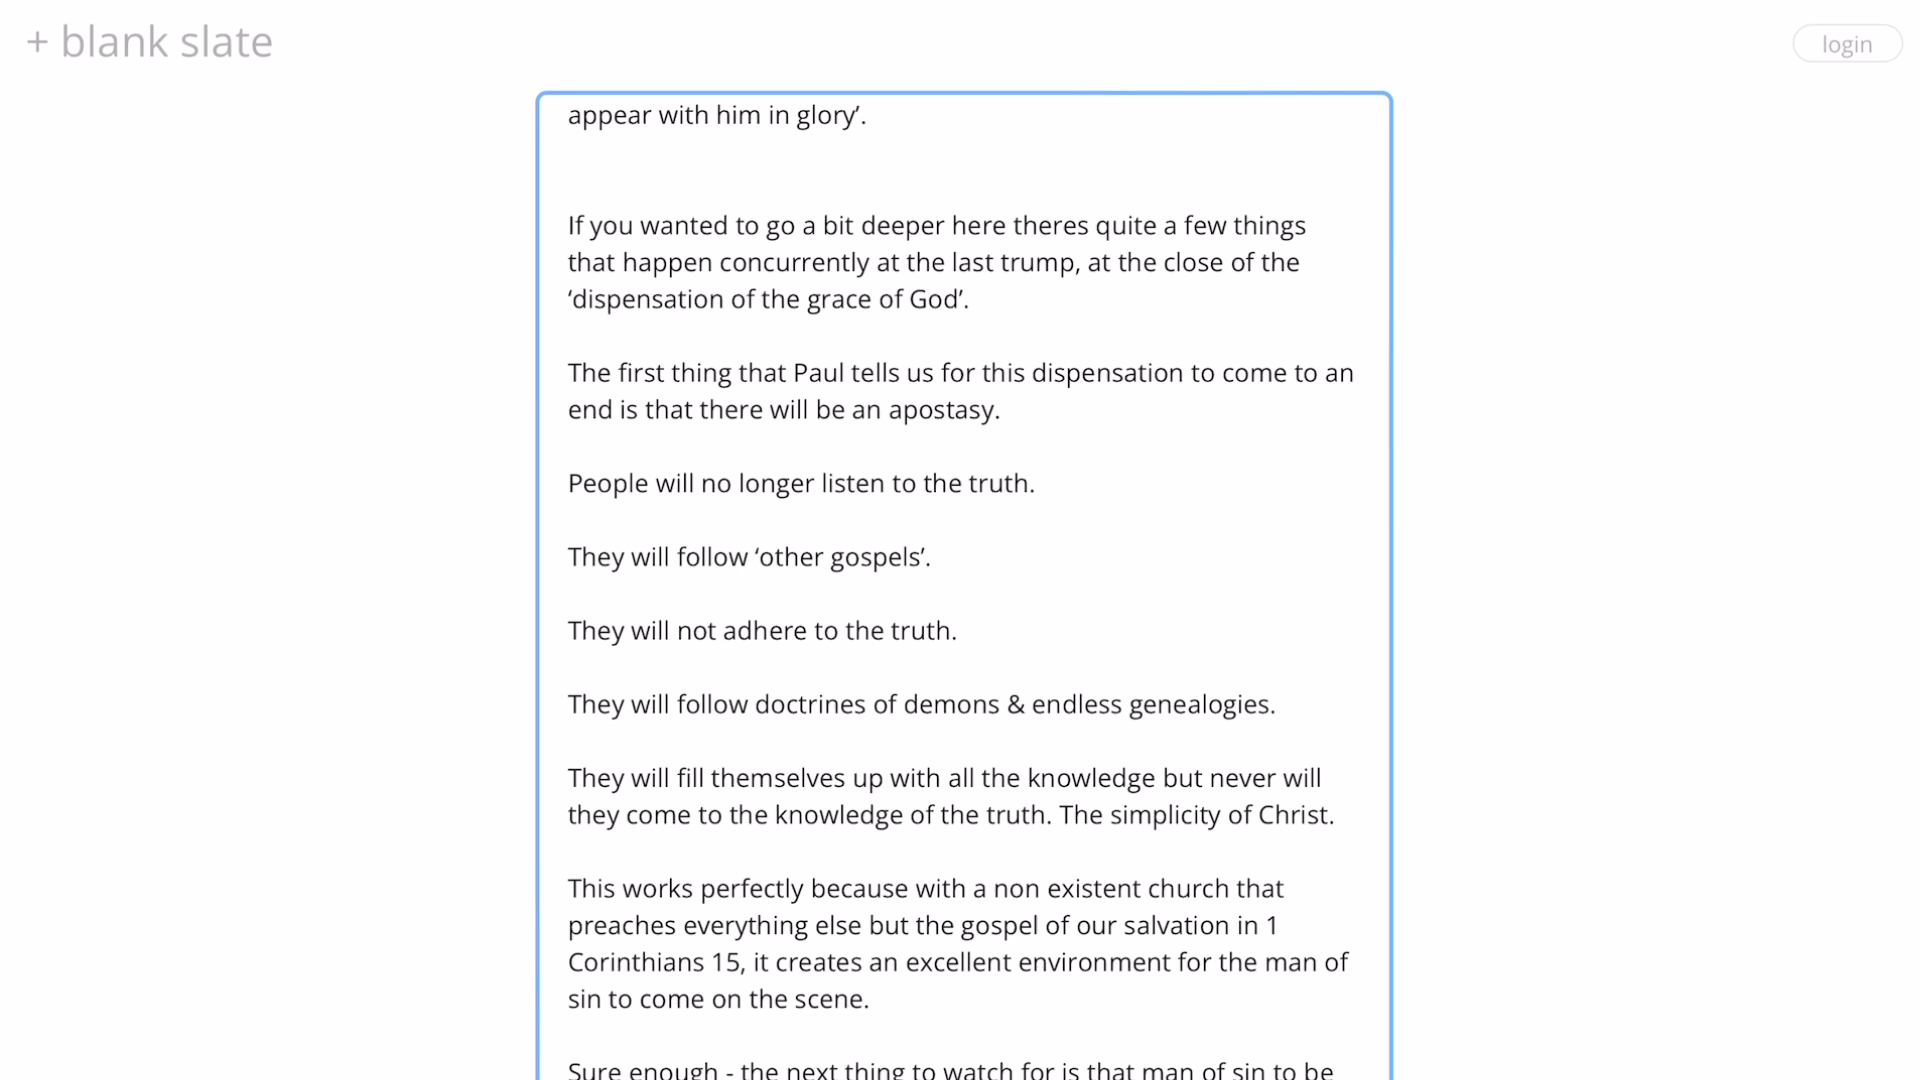 + blank slate
login
appear with him in glory’.
If you wanted to go a bit deeper here theres quite a few things
that happen concurrently at the last trump, at the close of the
‘dispensation of the grace of God’.
The first thing that Paul tells us for this dispensation to come to an
end is that there will be an apostasy.
People will no longer listen to the truth.
They will follow ‘other gospels’.
They will not adhere to the truth.
They will follow doctrines of demons & endless genealogies.
They will fill themselves up with all the knowledge but never will
they come to the knowledge of the truth. The simplicity of Christ.
This works perfectly because with a non existent church that
preaches everything else but the gospel of our salvation in 1
Corinthians 15, it creates an excellent environment for the man of
sin to come on the scene.
Sure enough - the next thing to watch for is that man of sin to be